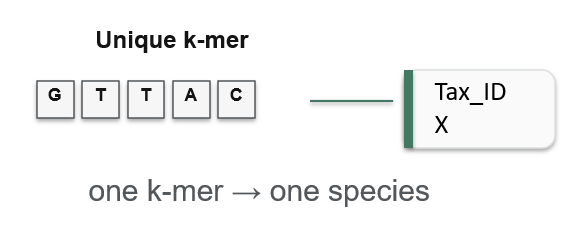 Unique k-mer
G T T A C
Tax_ID
X
one k-mer → one species